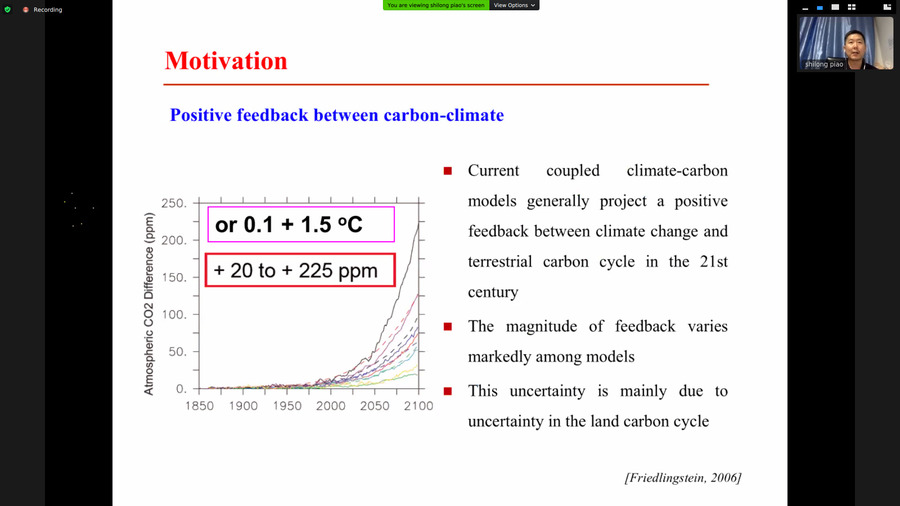 Recording
You are viewing shilong piao's screen
View Options
shilong piao
Motivation
Positive feedback between carbon-climate
Atmospheric CO2 Difference (ppm)
250.
200.
150.
100.
50.
0.
1850 1900 1950 2000 2050 2100
or 0.1 + 1.5 ⁰C
+ 20 to + 225 ppm
Current coupled climate-carbon
models generally project a positive
feedback between climate change and
terrestrial carbon cycle in the 21st
century
The magnitude of feedback varies
markedly among models
This uncertainty is mainly due to
uncertainty in the land carbon cycle
[Friedlingstein, 2006]